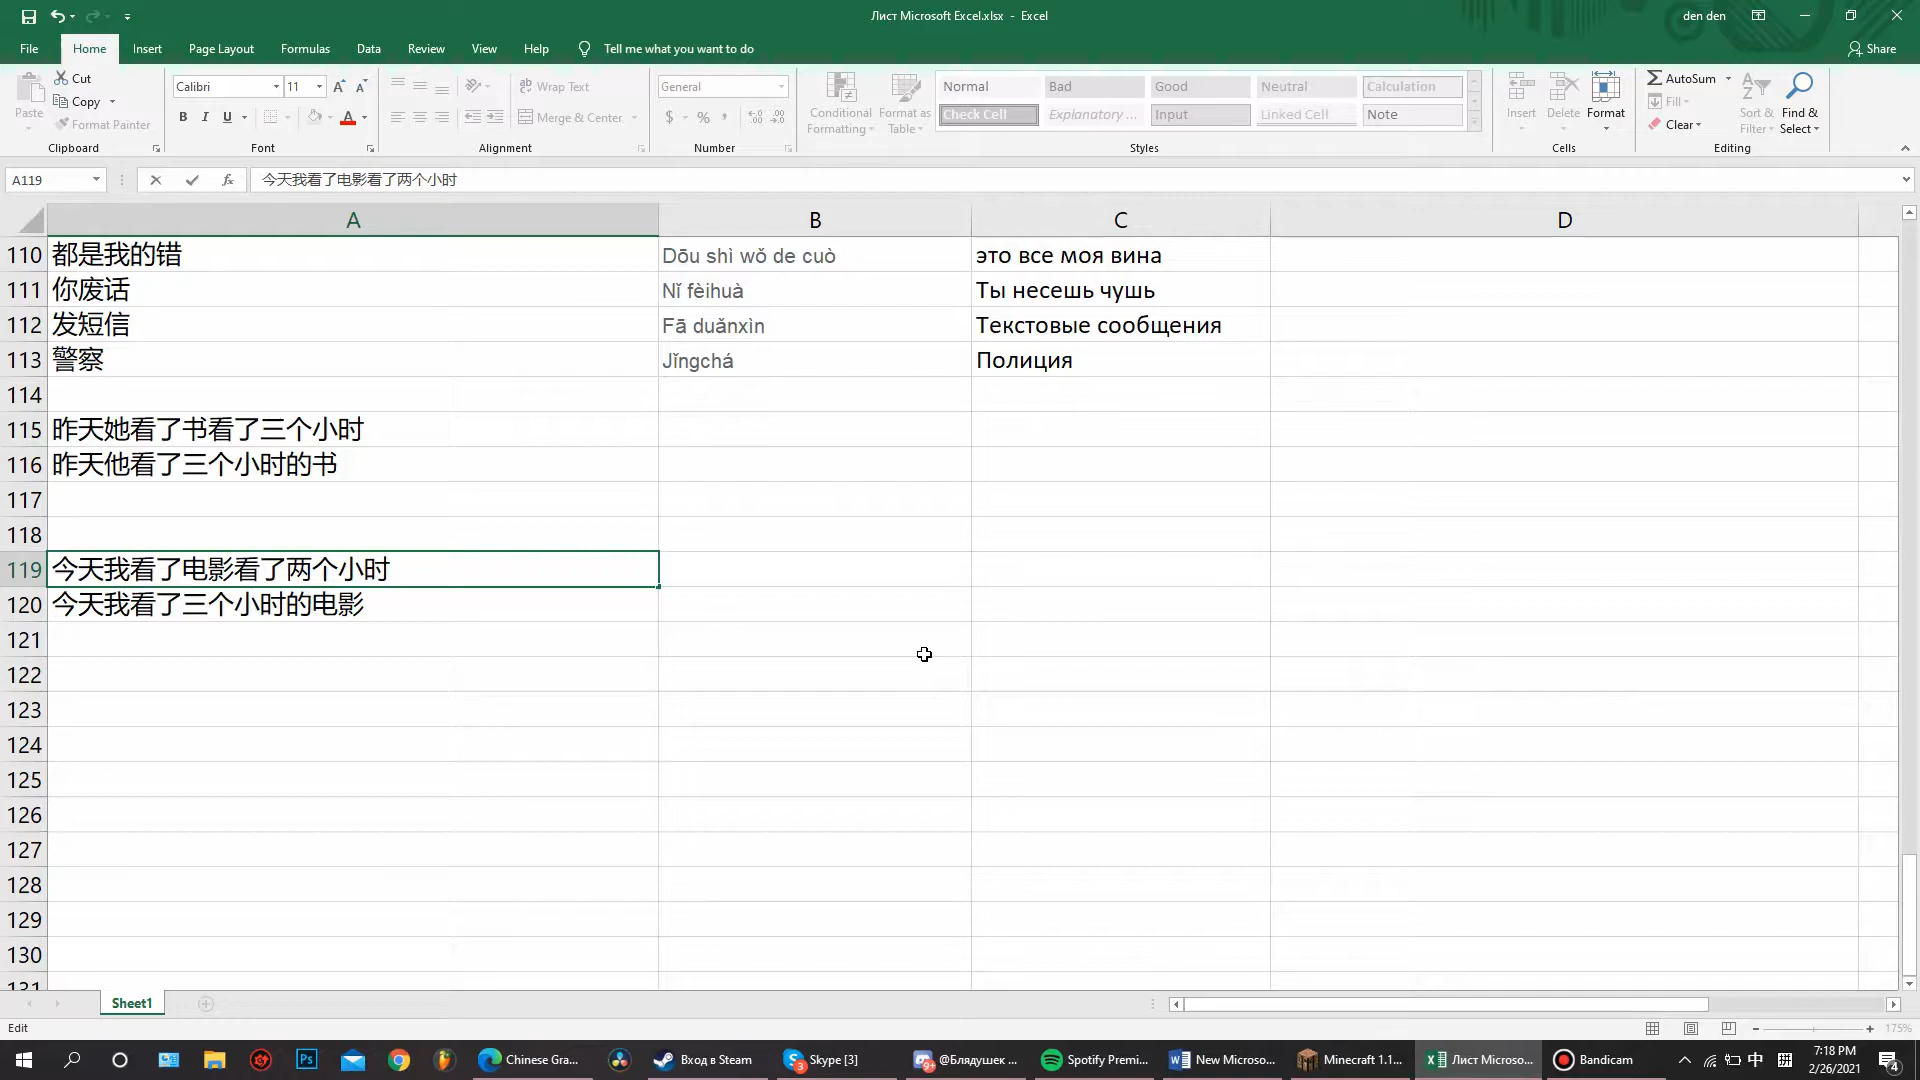 Лист Microsoft Excel.xlsx - Excel
den den
File Home Insert Page Layout Formulas Data Review View Help Tell me what you want to do Share
Paste Cut Copy Format Painter Clipboard
Calibri 11 B I U A Font
Wrap Text Merge & Center Alignment
General $ % , Number
Conditional Formatting Format as Table
Normal Bad Good Neutral Calculation
Check Cell Explanatory ... Input Linked Cell Note
Styles
Insert Delete Format Cells
AutoSum Fill Clear Sort & Filter Find & Select Editing
A119 fx 今天我看了电影看了两个小时
A B C D
110 都是我的错 Dōu shì wǒ de cuò это все моя вина
111 你废话 Nǐ fèihuà Ты несешь чушь
112 发短信 Fā duǎnxìn Текстовые сообщения
113 警察 Jǐngchá Полиция
114
115 昨天她看了书看了三个小时
116 昨天他看了三个小时的书
117
118
119 今天我看了电影看了两个小时
120 今天我看了三个小时的电影
121
122
123
124
125
126
127
128
129
130
131
Sheet1
Edit 175%
Chinese Gra... Вход в Steam Skype [3] @Блядушек ... Spotify Premi... New Microso... Minecraft 1.1... Лист Microso... Bandicam 中 拼 7:18 PM
2/26/2021 4